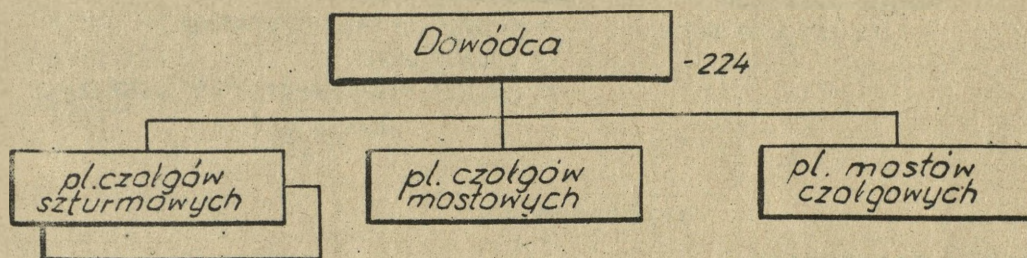 Dowódca
-224
pl. czołgów
szturmowych
pl. czołgów
mostowych
pl. mostów
czołgowych